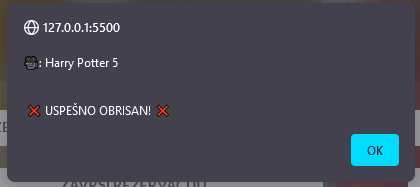 127.0.0.1:5500
🎥: Harry Potter 5
❌ USPEŠNO OBRISAN! ❌
OK